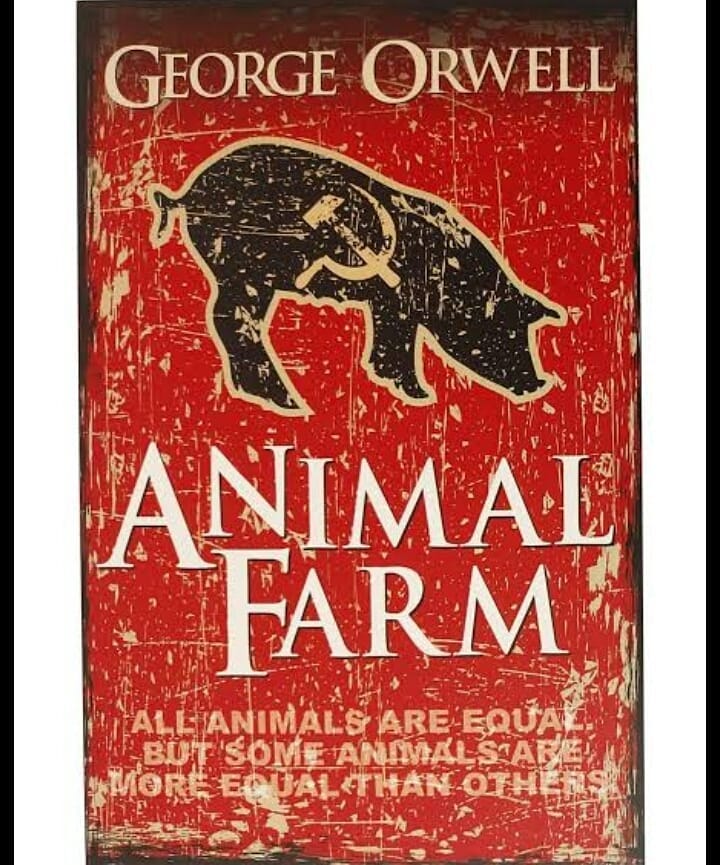 GEORGE ORWELL
ANIMAL
FARM
ALL ANIMALS ARE EQUAL.
BUT SOME ANIMALS ARE
MORE EQUAL THAN OTHERS.